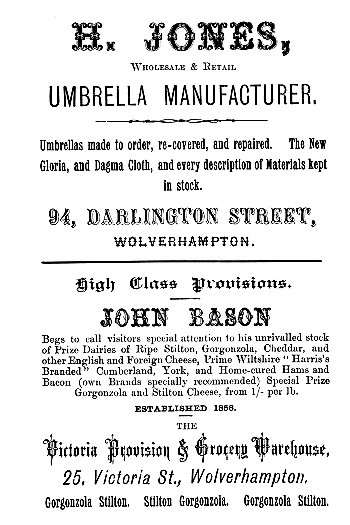 H. JONES,
WHOLESALE & RETAIL
UMBRELLA MANUFACTURER.
Umbrellas made to order, re-covered, and repaired. The New
Gloria, and Dagma Cloth, and every description of Materials kept
in stock.
94, DARLINGTON STREET,
WOLVERHAMPTON.
High Class Provisions.
JOHN BASON
Begs to call visitors special attention to his unrivalled stock
of Prize Dairies of Ripe Stilton, Gorgonzola, Cheddar, and
other English and Foreign Cheese, Prime Wiltshire "Harris's
Branded" Cumberland, York, and Home-cured Hams and
Bacon (own Brands specially recommended) Special Prize
Gorgonzola and Stilton Cheese, from 1/- per lb.
ESTABLISHED 1858.
THE
Victoria Provision & Grocery Warehouse,
25, Victoria St., Wolverhampton,
Gorgonzola Stilton. Stilton Gorgonzola. Gorgonzola Stilton.